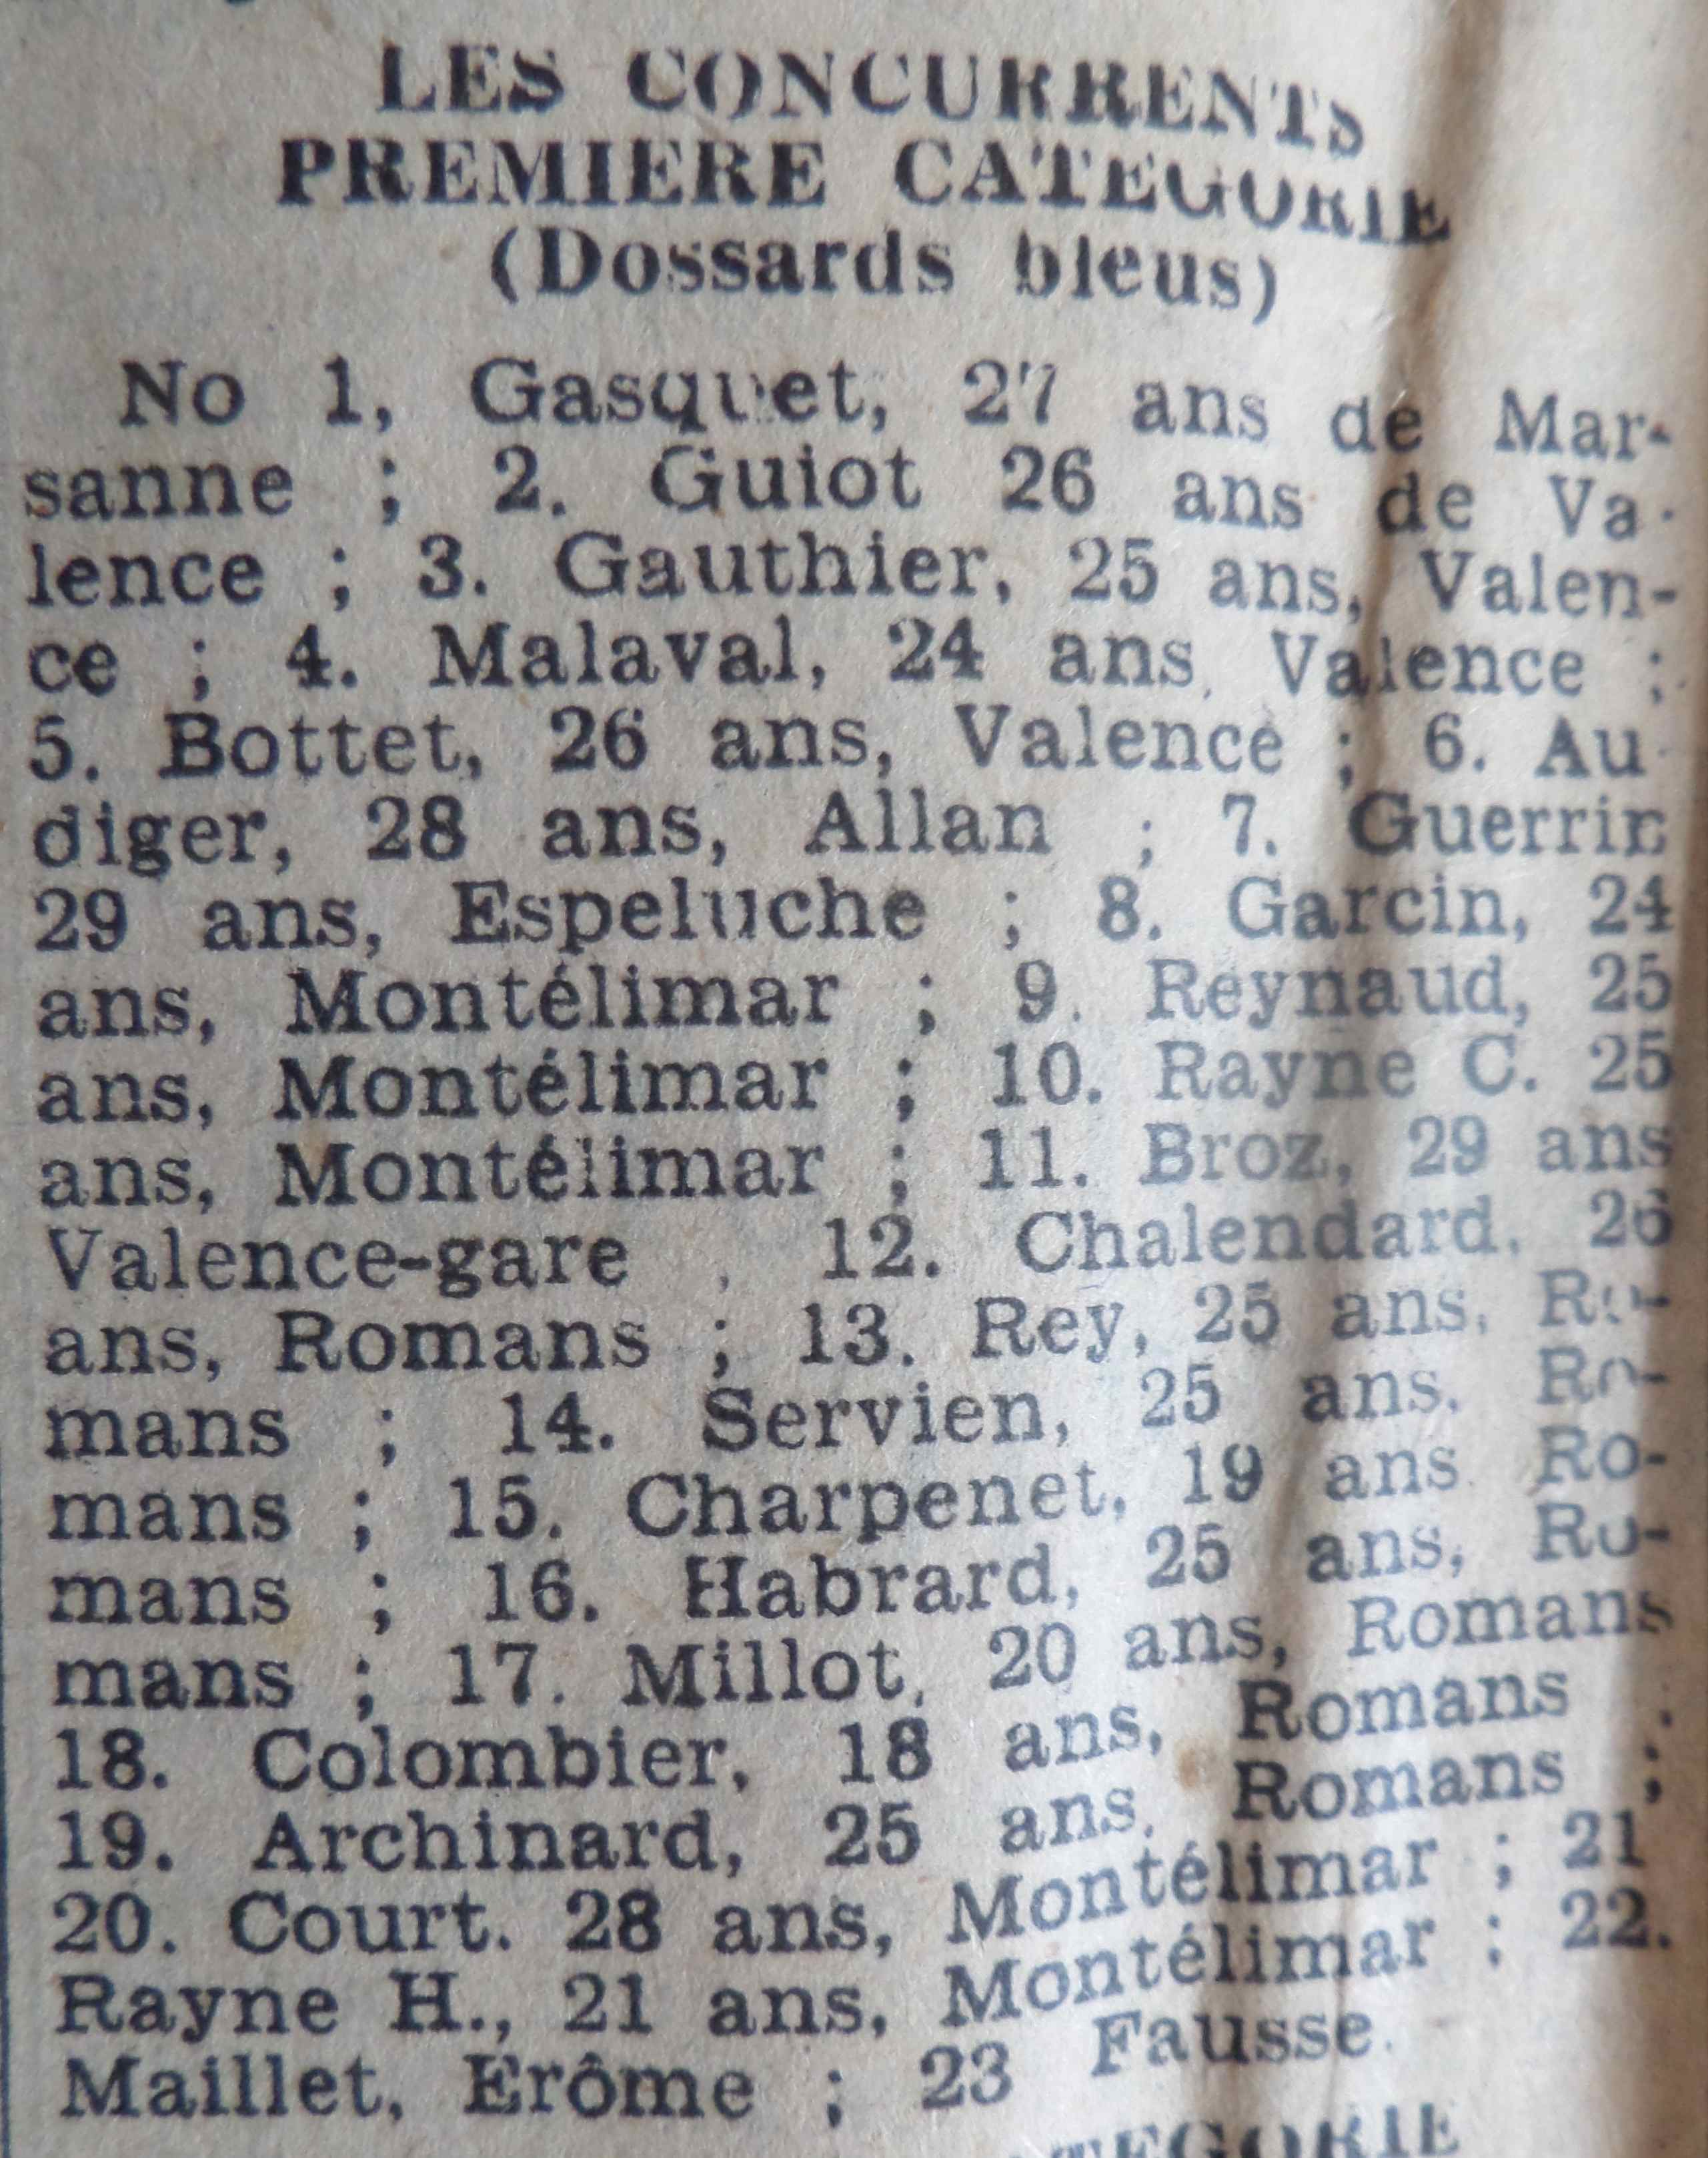 LES CONCURRENTS
PREMIERE CATEGORIE
(Dossards bleus)
No 1, Gasquet, 27 ans de Mar-
sanne ; 2. Guiot 26 ans de Va-
lence ; 3. Gauthier, 25 ans, Valen-
ce ; 4. Malaval, 24 ans, Valence ;
5. Bottet, 26 ans, Valence ; 6. Au-
diger, 28 ans, Allan ; 7. Guerrin
29 ans, Espeluche ; 8. Garcin, 24
ans, Montélimar ; 9. Reynaud, 25
ans, Montélimar ; 10. Rayne C. 25
ans, Montélimar ; 11. Broz, 29 ans
Valence-gare ; 12. Chalendard, 26
ans, Romans ; 13. Rey, 25 ans, Ro-
mans ; 14. Servien, 25 ans, Ro-
mans ; 15. Charpenet, 19 ans. Ro-
mans ; 16. Habrard, 25 ans, Ro-
mans ; 17. Millot, 20 ans, Romans
18. Colombier, 18 ans, Romans ;
19. Archinard, 25 ans, Romans ;
20. Court. 28 ans, Montélimar ; 21
Rayne H., 21 ans, Montélimar ; 22.
Maillet, Erôme ; 23 Fausse.